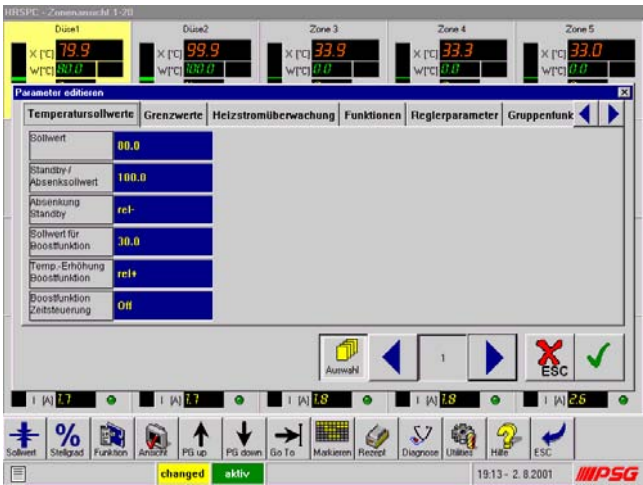 HRSPC - Zonenansicht 1-20
Düse1 Düse2 Zone 3 Zone 4 Zone 5
X [°C] 79.9 X [°C] 99.9 X [°C] 33.9 X [°C] 33.3 X [°C] 33.0
W[°C] 80.0 W[°C] 100.0 W[°C] 0.0 W[°C] 0.0 W[°C] 0.0
Parameter editieren
Temperatursollwerte Grenzwerte Heizstromüberwachung Funktionen Reglerparameter Gruppenfunk
Sollwert
80.0
Standby-/
Absenksollwert
100.0
Absenkung
Standby
rel-
Sollwert für
Boostfunktion
30.0
Temp.-Erhöhung
Boostfunktion
rel+
Boostfunktion
Zeitsteuerung
Off
Auswahl
1
ESC
I [A] 1.7 I [A] 1.7 I [A] 1.8 I [A] 1.8 I [A] 2.6
Sollwert Stellgrad Funktion Ansicht PG up PG down Go To Markieren Rezept Diagnose Utilities Hilfe ESC
changed aktiv 19:13 - 2. 8.2001 PSG